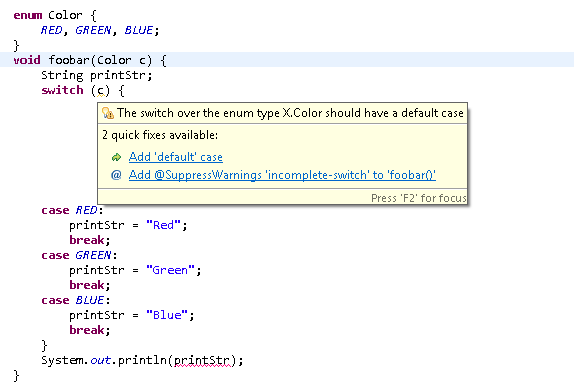 enum Color {
RED, GREEN, BLUE;
}
void foobar(Color c) {
String printStr;
switch (c) {
The switch over the enum type X.Color should have a default case
2 quick fixes available:
Add 'default' case
@ Add @SuppressWarnings 'incomplete-switch' to 'foobar()'
Press 'F2' for focus
case RED:
printStr = "Red";
break;
case GREEN:
printStr = "Green";
break;
case BLUE:
printStr = "Blue";
break;
}
System.out.println(printStr);
}